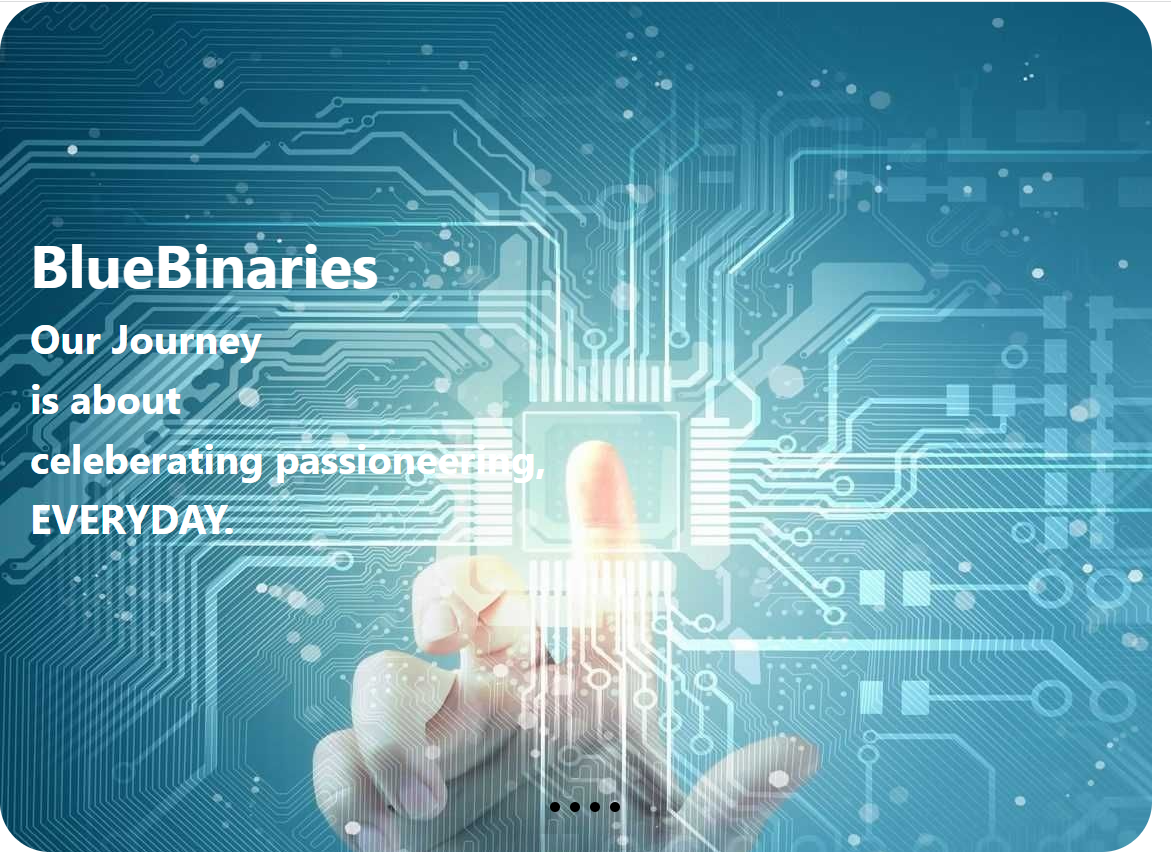 BlueBinaries
Our Journey
is about
celeberating passioneering,
EVERYDAY.